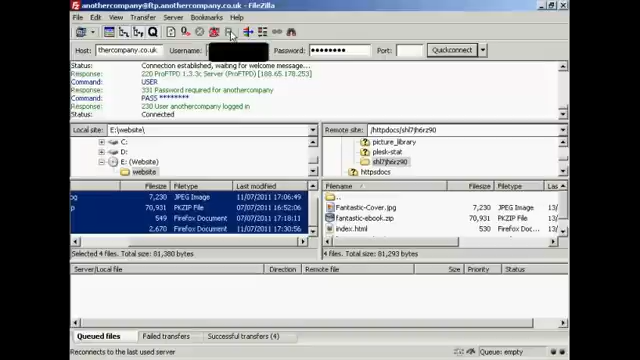 anothercompany@ftp.anothercompany.co.uk - FileZilla
File Edit View Transfer Server Bookmarks Help
Host: thercompany.co.uk Username: Password: ●●●●●●●● Port: Quickconnect
Status: Connection established, waiting for welcome message...
Response: 220 ProFTPD 1.3.3c Server (ProFTPD) [188.65.178.253]
Command: USER
Response: 331 Password required for anothercompany
Command: PASS ********
Response: 230 User anothercompany logged in
Status: Connected
Local site: E:\website\
Remote site: /httpdocs/shl7jh6rz90
C:
D:
E: (Website)
website
picture_library
plesk-stat
shl7jh6rz90
httpsdocs
Filesize Filetype Last modified
og 7,230 JPEG Image 11/07/2011 17:06:49
p 70,931 PKZIP File 07/07/2011 16:52:06
549 Firefox Document 07/07/2011 17:18:11
2,670 Firefox Document 11/07/2011 17:30:56
Selected 4 files. Total size: 81,380 bytes
Filename Filesize Filetype Last m
..
Fantastic-Cover.jpg 7,230 JPEG Image 13/
fantastic-ebook.zip 70,931 PKZIP File 13/
index.html 549 Firefox Docum... 13/
4 files. Total size: 81,293 bytes
Server/Local file Direction Remote file Size Priority Status
Queued files Failed transfers Successful transfers (4)
Reconnects to the last used server
Queue: empty